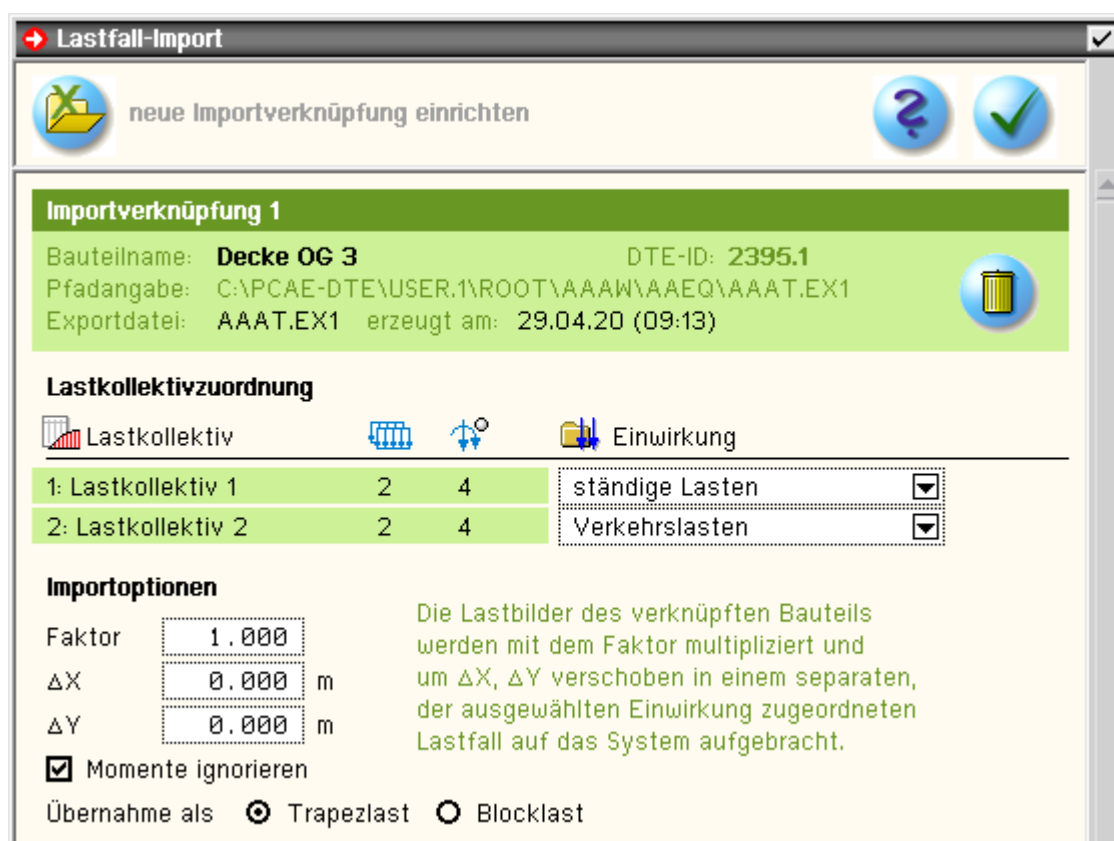 Lastfall-Import
neue Importverknüpfung einrichten
Importverknüpfung 1
Bauteilname: Decke OG 3 DTE-ID: 2395.1
Pfadangabe: C:\PCAE-DTE\USER.1\ROOT\AAAW\AAEQ\AAAT.EX1
Exportdatei: AAAT.EX1 erzeugt am: 29.04.20 (09:13)
Lastkollektivzuordnung
Lastkollektiv Einwirkung
1: Lastkollektiv 1 2 4 ständige Lasten
2: Lastkollektiv 2 2 4 Verkehrslasten
Importoptionen
Faktor 1.000
ΔX 0.000 m
ΔY 0.000 m
Die Lastbilder des verknüpften Bauteils
werden mit dem Faktor multipliziert und
um ΔX, ΔY verschoben in einem separaten,
der ausgewählten Einwirkung zugeordneten
Lastfall auf das System aufgebracht.
Momente ignorieren
Übernahme als Trapezlast Blocklast